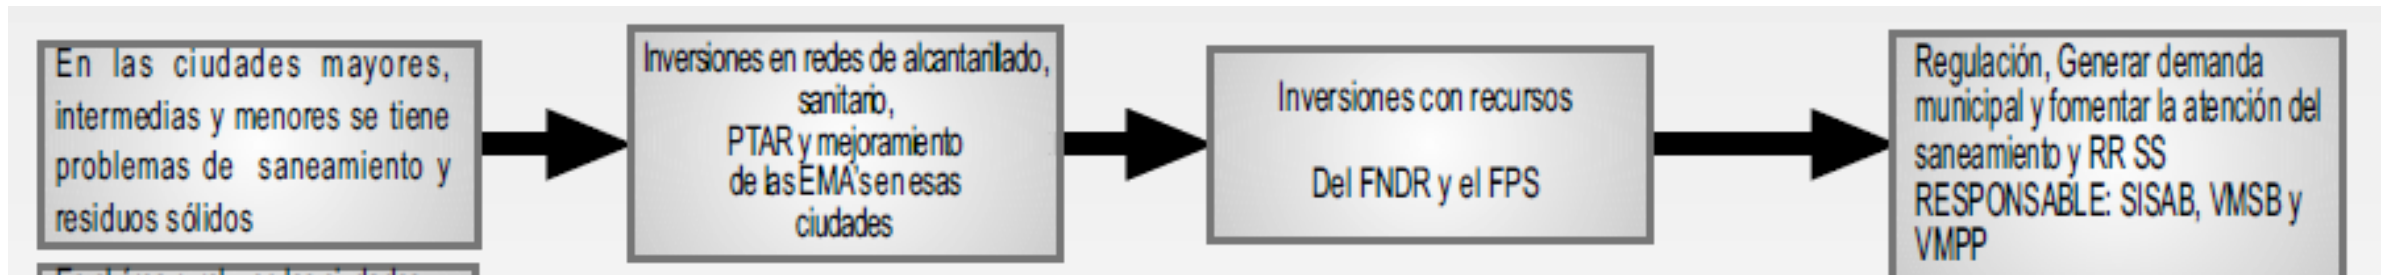 En las ciudades mayores,
intermedias y menores se tiene
problemas de saneamiento y
residuos sólidos
Inversiones en redes de alcantarillado,
sanitario,
PTAR y mejoramiento
de las EMA's en esas
ciudades
Inversiones con recursos
Del FNDR y el FPS
Regulación, Generar demanda
municipal y fomentar la atención del
saneamiento y RR SS
RESPONSABLE: SISAB, VMSB y
VMPP